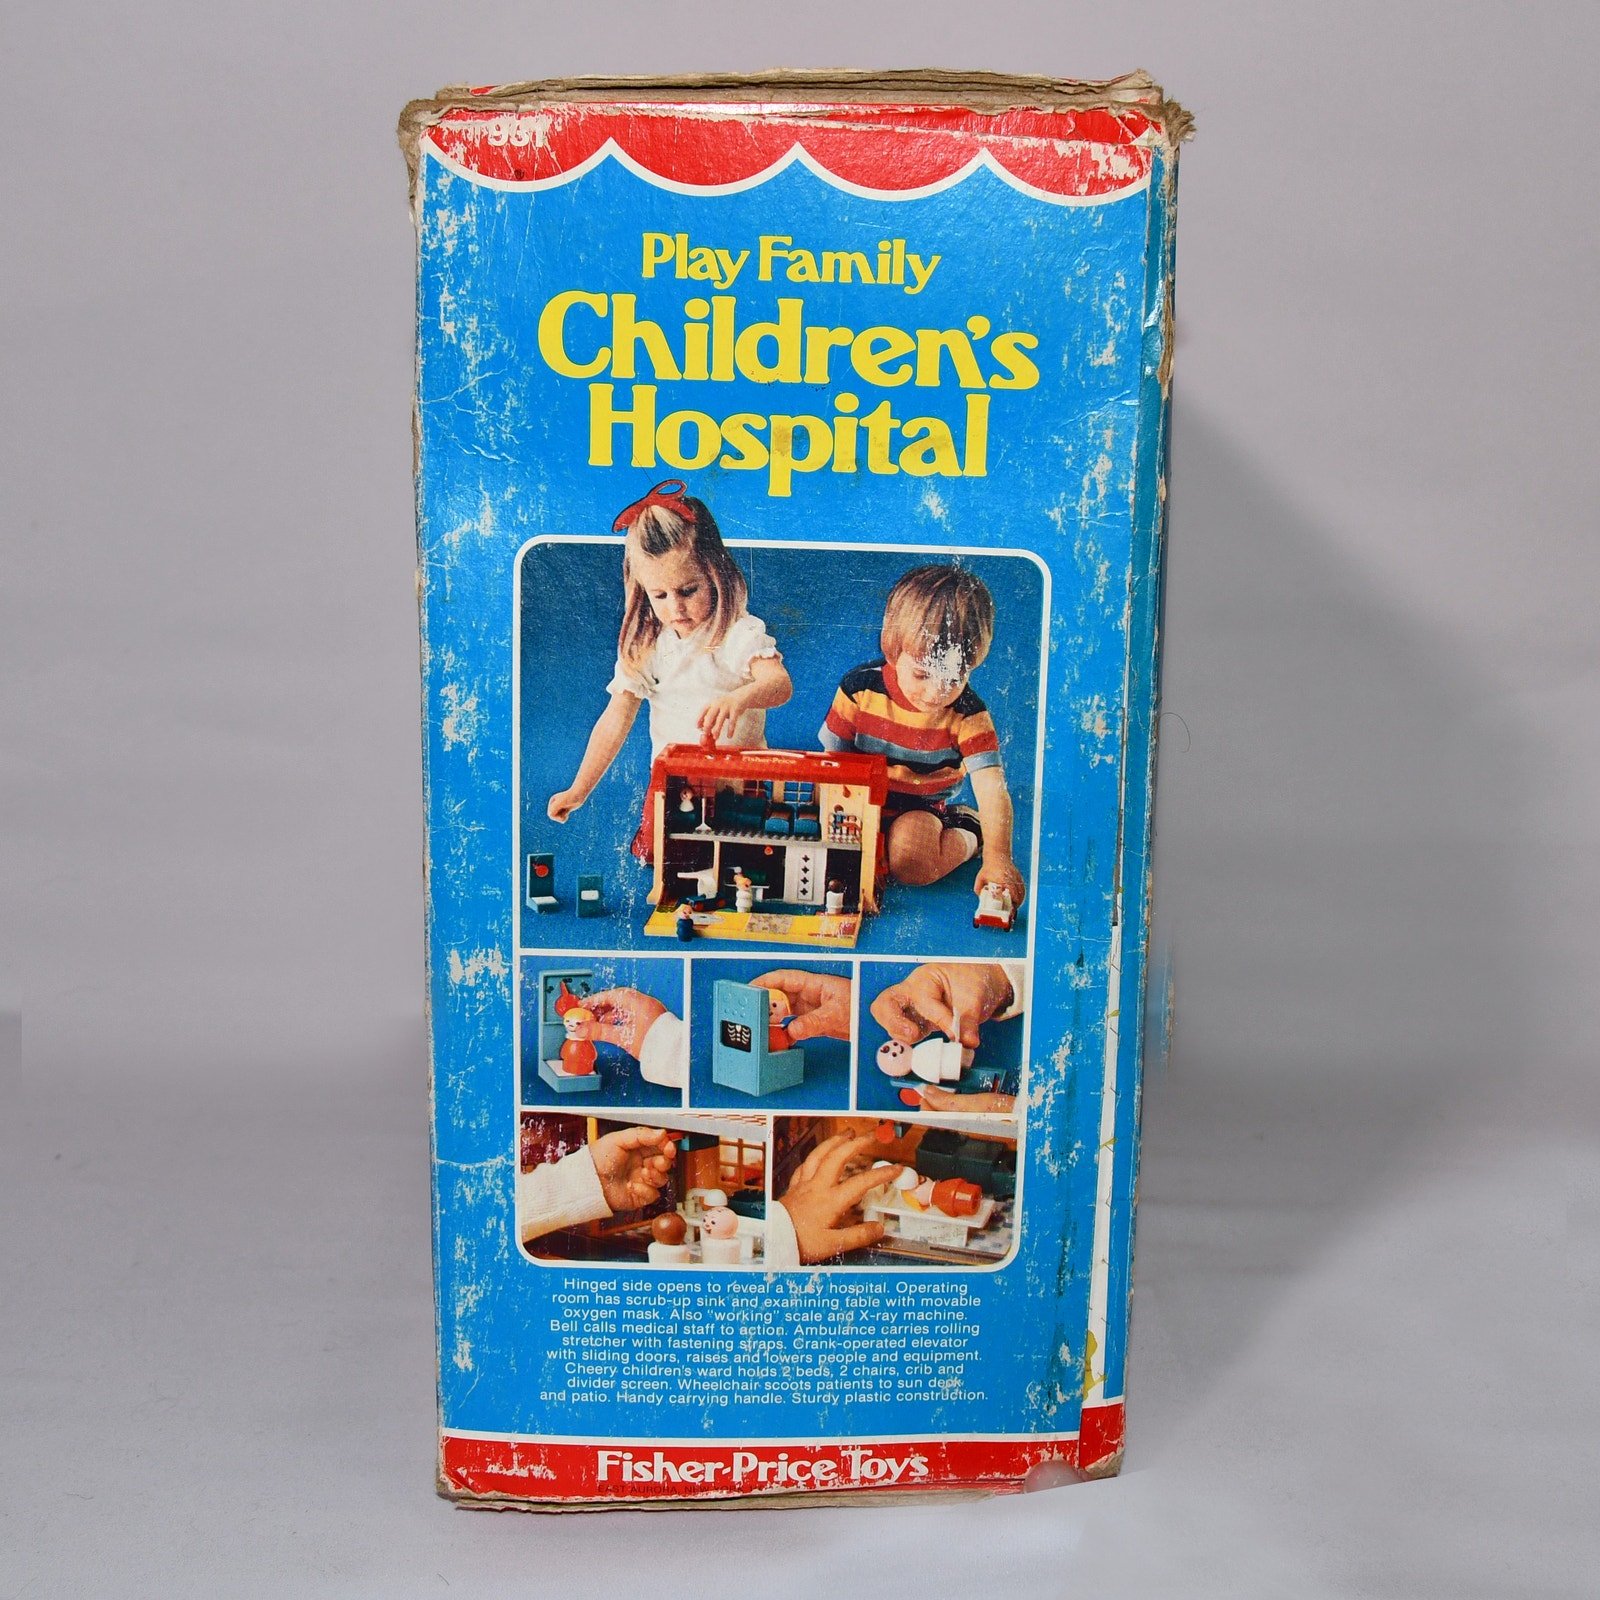 931
Play Family
Children's
Hospital
Fisher-Price
Hinged side opens to reveal a busy hospital. Operating
room has scrub-up sink and examining table with movable
oxygen mask. Also "working" scale and X-ray machine.
Bell calls medical staff to action. Ambulance carries rolling
stretcher with fastening straps. Crank-operated elevator
with sliding doors, raises and lowers people and equipment.
Cheery children's ward holds 2 beds, 2 chairs, crib and
divider screen. Wheelchair scoots patients to sun deck
and patio. Handy carrying handle. Sturdy plastic construction.
Fisher-Price Toys
EAST AURORA, NEW YORK